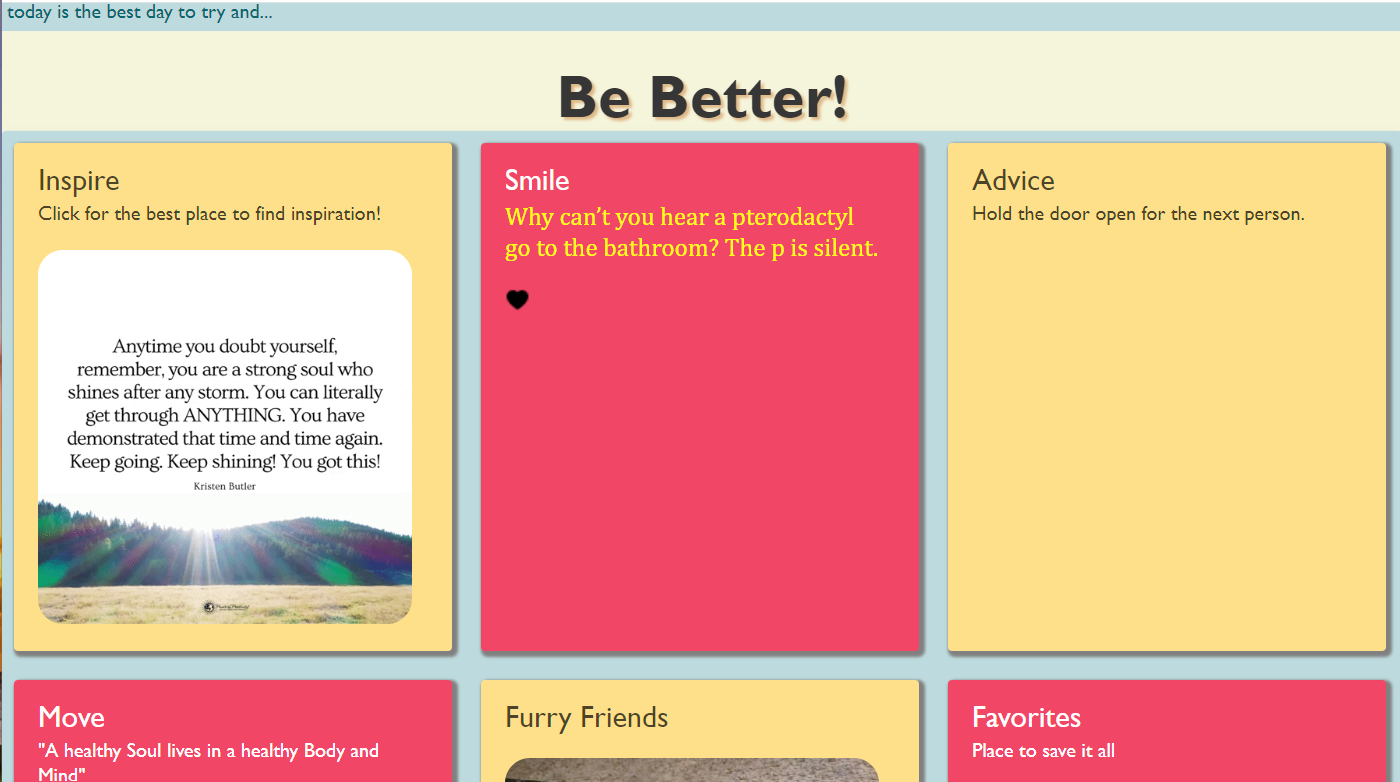 today is the best day to try and...
Be Better!
Inspire
Click for the best place to find inspiration!
Anytime you doubt yourself,
remember, you are a strong soul who
shines after any storm. You can literally
get through ANYTHING. You have
demonstrated that time and time again.
Keep going. Keep shining! You got this!
Kristen Butler
Smile
Why can’t you hear a pterodactyl
go to the bathroom? The p is silent.
Advice
Hold the door open for the next person.
Move
"A healthy Soul lives in a healthy Body and
Mind"
Furry Friends
Favorites
Place to save it all